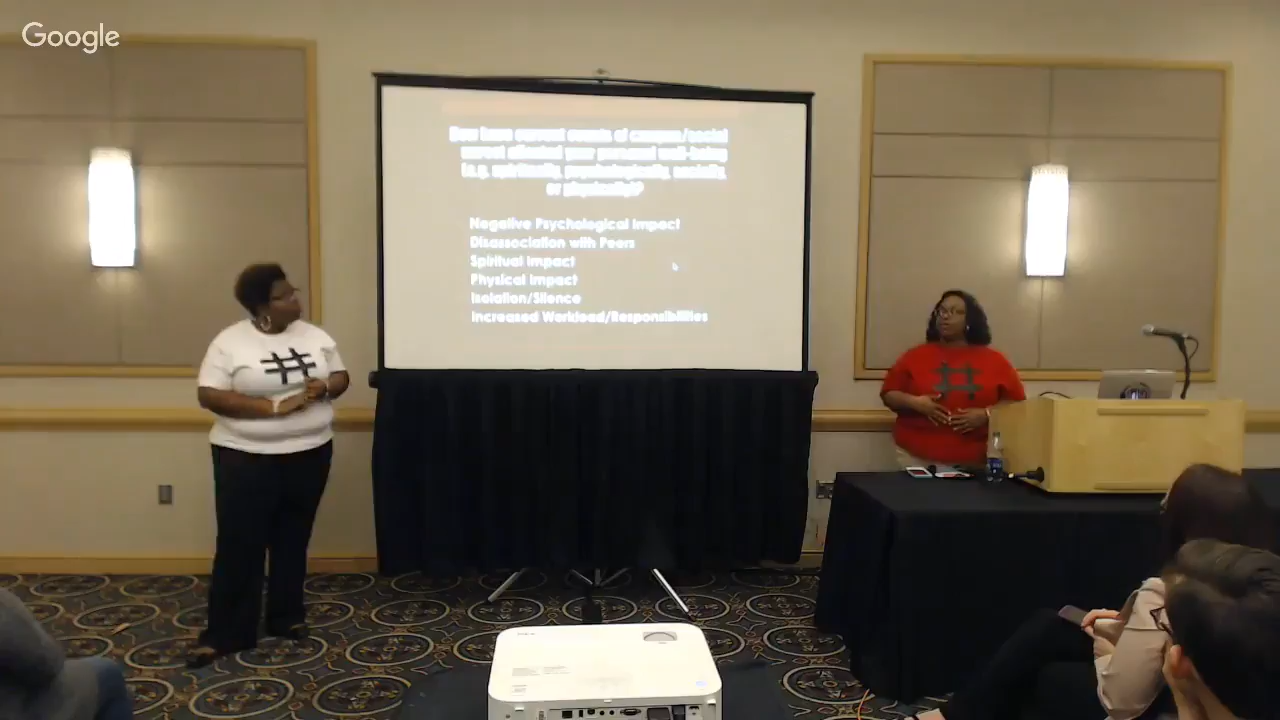 Google
How have current events of campus/social
unrest affected your personal well-being
(e.g. spiritually, psychologically, socially,
or physically)?
Negative Psychological Impact
Disassociation with Peers
Spiritual Impact
Physical Impact
Isolation/Silence
Increased Workload/Responsibilities
#
#